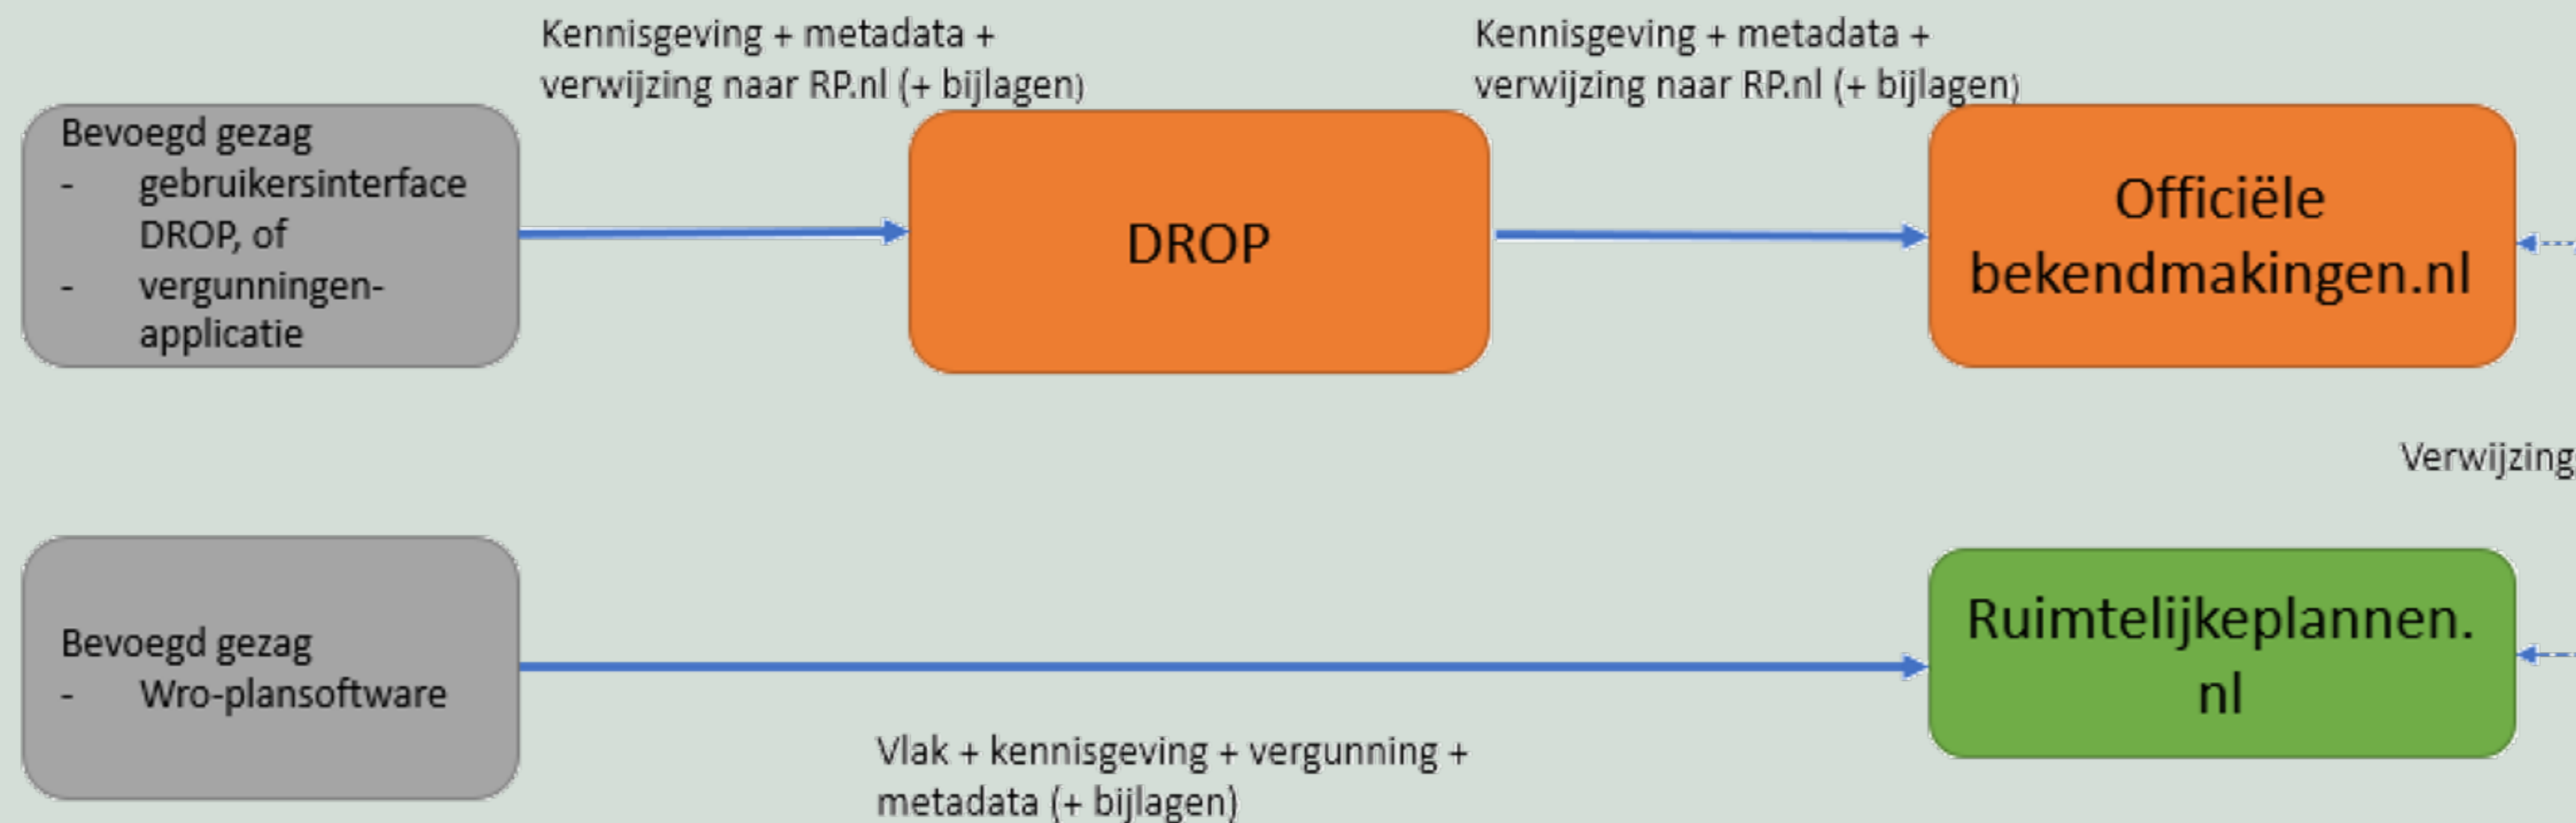 Kennisgeving + metadata +
verwijzing naar RP.nl (+ bijlagen)
Kennisgeving + metadata +
verwijzing naar RP.nl (+ bijlagen)
Bevoegd gezag
- gebruikersinterface
DROP, of
- vergunningen-
applicatie
DROP
Officiële
bekendmakingen.nl
Verwijzing
Bevoegd gezag
- Wro-plansoftware
Ruimtelijkeplannen.
nl
Vlak + kennisgeving + vergunning +
metadata (+ bijlagen)